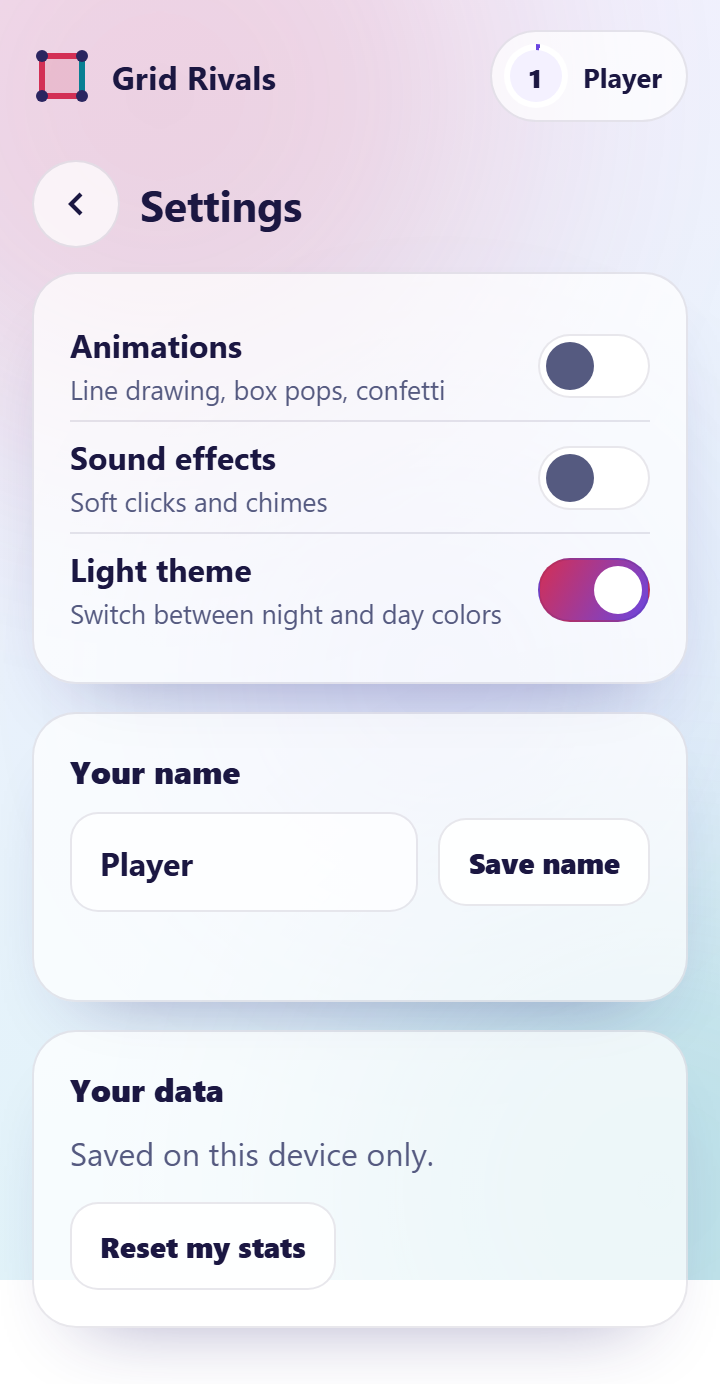 Grid Rivals
1
Player
Settings
Animations
Line drawing, box pops, confetti
Sound effects
Soft clicks and chimes
Light theme
Switch between night and day colors
Your name
Player
Save name
Your data
Saved on this device only.
Reset my stats